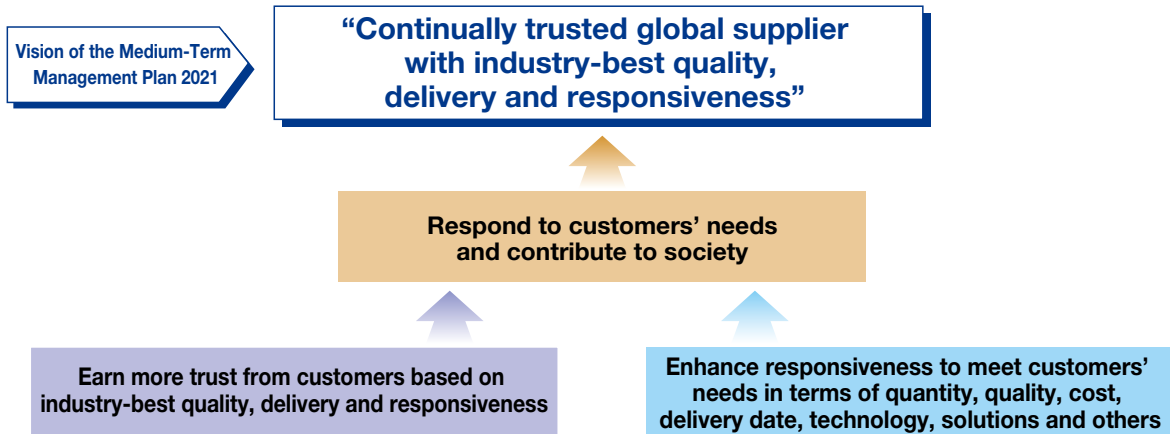 Vision of the Medium-Term
Management Plan 2021
“Continually trusted global supplier
with industry-best quality,
delivery and responsiveness”
Respond to customers’ needs
and contribute to society
Earn more trust from customers based on
industry-best quality, delivery and responsiveness
Enhance responsiveness to meet customers’
needs in terms of quantity, quality, cost,
delivery date, technology, solutions and others